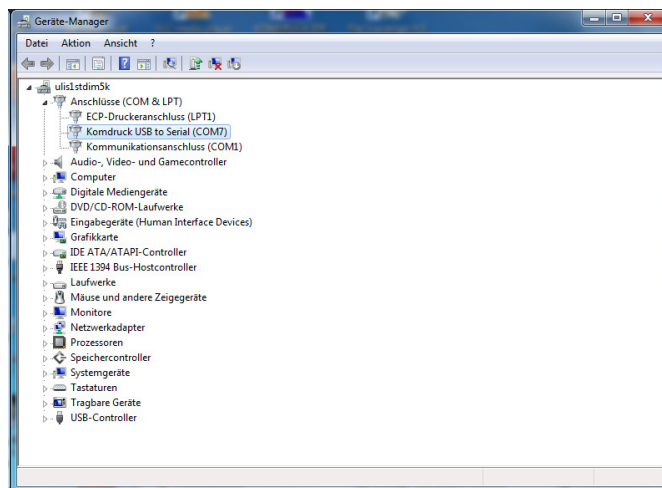 Geräte-Manager
Datei Aktion Ansicht ?
ulis1stdim5k
Anschlüsse (COM & LPT)
ECP-Druckeranschluss (LPT1)
Komdruck USB to Serial (COM7)
Kommunikationsanschluss (COM1)
Audio-, Video- und Gamecontroller
Computer
Digitale Mediengeräte
DVD/CD-ROM-Laufwerke
Eingabegeräte (Human Interface Devices)
Grafikkarte
IDE ATA/ATAPI-Controller
IEEE 1394 Bus-Hostcontroller
Laufwerke
Mäuse und andere Zeigegeräte
Monitore
Netzwerkadapter
Prozessoren
Speichercontroller
Systemgeräte
Tastaturen
Tragbare Geräte
USB-Controller